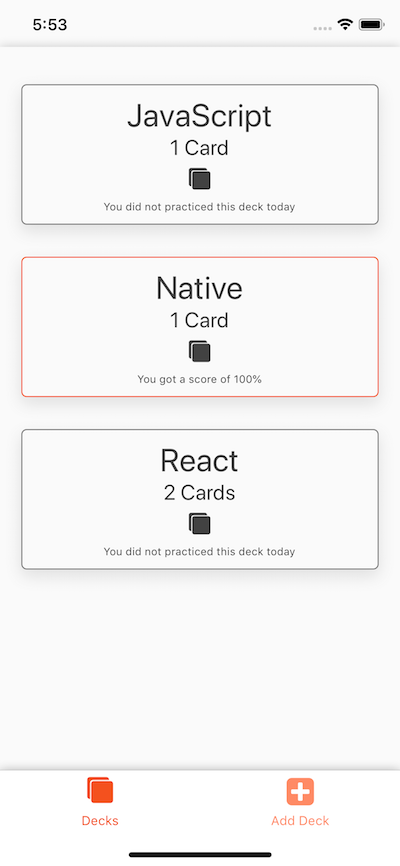 5:53
JavaScript
1 Card
You did not practiced this deck today
Native
1 Card
You got a score of 100%
React
2 Cards
You did not practiced this deck today
Decks
Add Deck